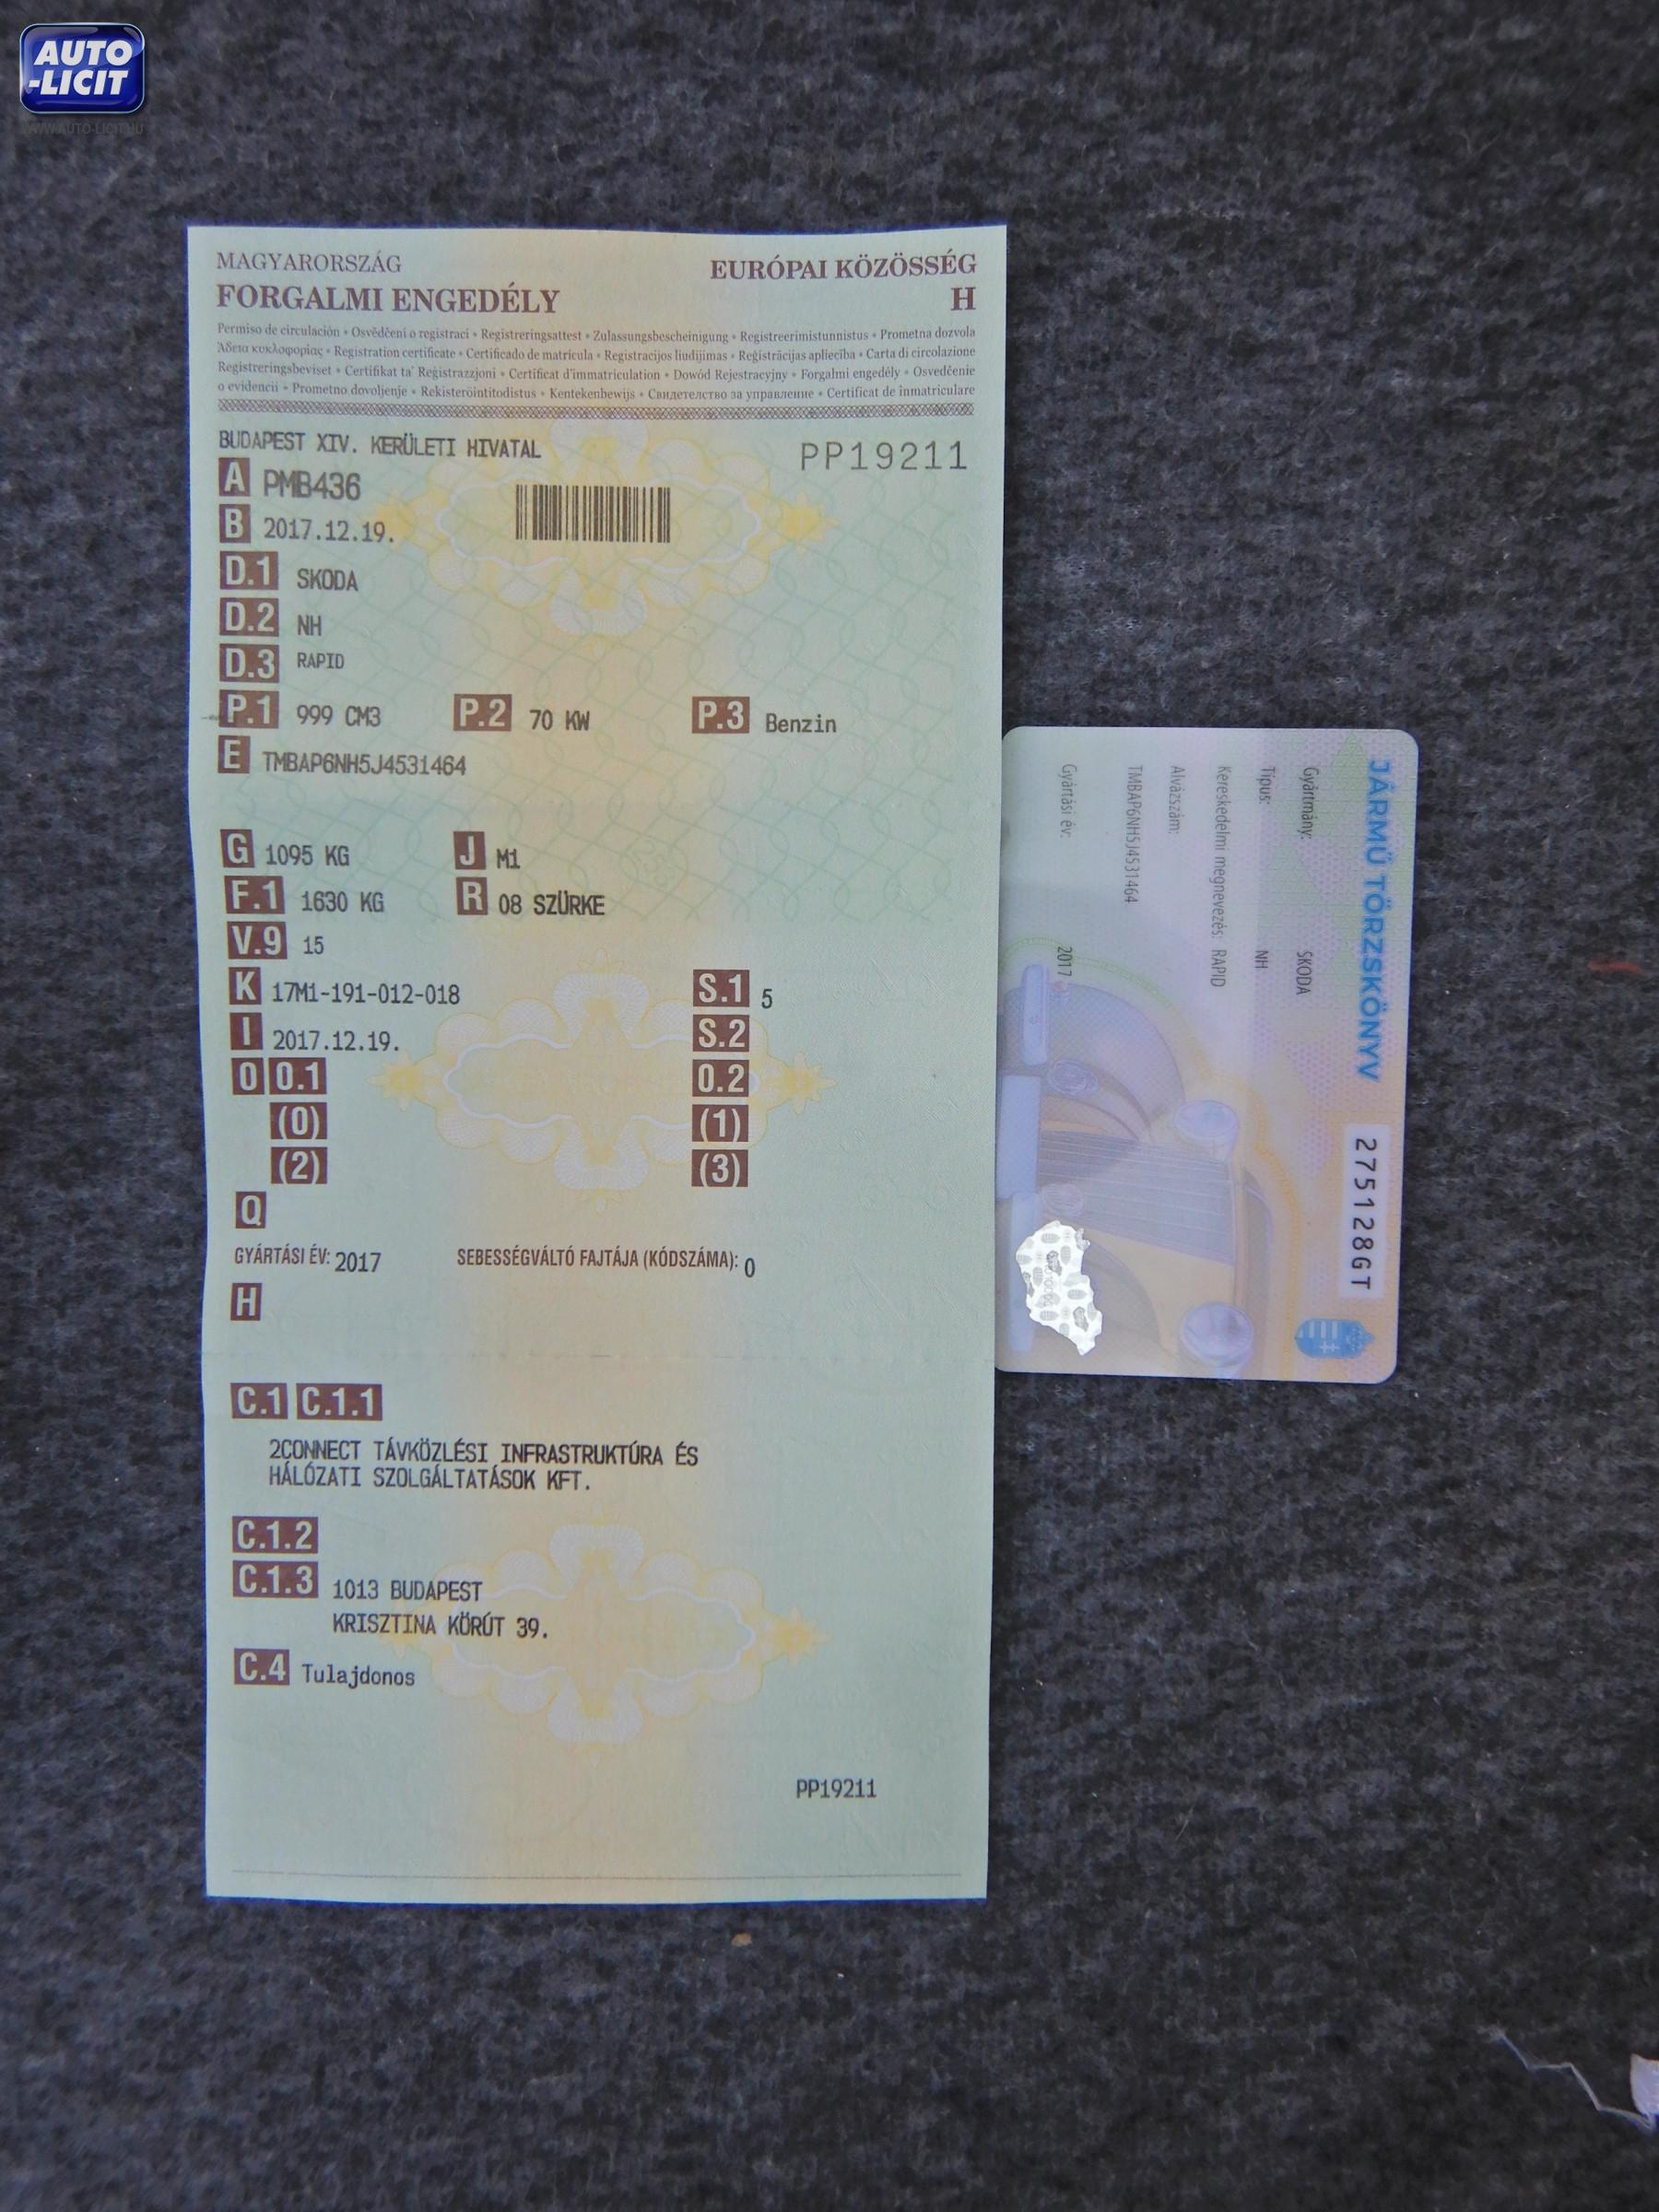 AUTO
-LICIT
WWW.AUTO-LICIT.HU
MAGYARORSZÁG
EURÓPAI KÖZÖSSÉG
FORGALMI ENGEDÉLY
H
Permiso de circulación • Osvědčení o registraci • Registreringsattest • Zulassungsbescheinigung • Registreerimistunnistus • Prometna dozvola
Άδεια κυκλοφορίας • Registration certificate • Certificado de matrícula • Registracijos liudijimas • Reģistrācijas apliecība • Carta di circolazione
Registreringsbeviset • Ċertifikat ta' Reġistrazzjoni • Certificat d'immatriculation • Dowód Rejestracyjny • Forgalmi engedély • Osvedčenie
o evidencii • Prometno dovoljenje • Rekisteröintitodistus • Kentekenbewijs • Свидетелство за управление • Certificat de înmatriculare
BUDAPEST XIV. KERÜLETI HIVATAL
PP19211
A PMB436
B 2017.12.19.
D.1 SKODA
D.2 NH
D.3 RAPID
P.1 999 CM3 P.2 70 KW P.3 Benzin
E TMBAP6NH5J4531464
G 1095 KG J M1
F.1 1630 KG R 08 SZÜRKE
V.9 15
K 17M1-191-012-018 S.1 5
I 2017.12.19. S.2
0 0.1 0.2
(0) (1)
(2) (3)
Q
GYÁRTÁSI ÉV: 2017 SEBESSÉGVÁLTÓ FAJTÁJA (KÓDSZÁMA): 0
H
C.1 C.1.1
2CONNECT TÁVKÖZLÉSI INFRASTRUKTÚRA ÉS
HÁLÓZATI SZOLGÁLTATÁSOK KFT.
C.1.2
C.1.3 1013 BUDAPEST
KRISZTINA KÖRÚT 39.
C.4 Tulajdonos
PP19211
JÁRMŰ TÖRZSKÖNYV 275128GT
Gyártmány: SKODA
Típus: NH
Kereskedelmi megnevezés: RAPID
Alvázszám:
TMBAP6NH5J4531464
Gyártási év: 2017